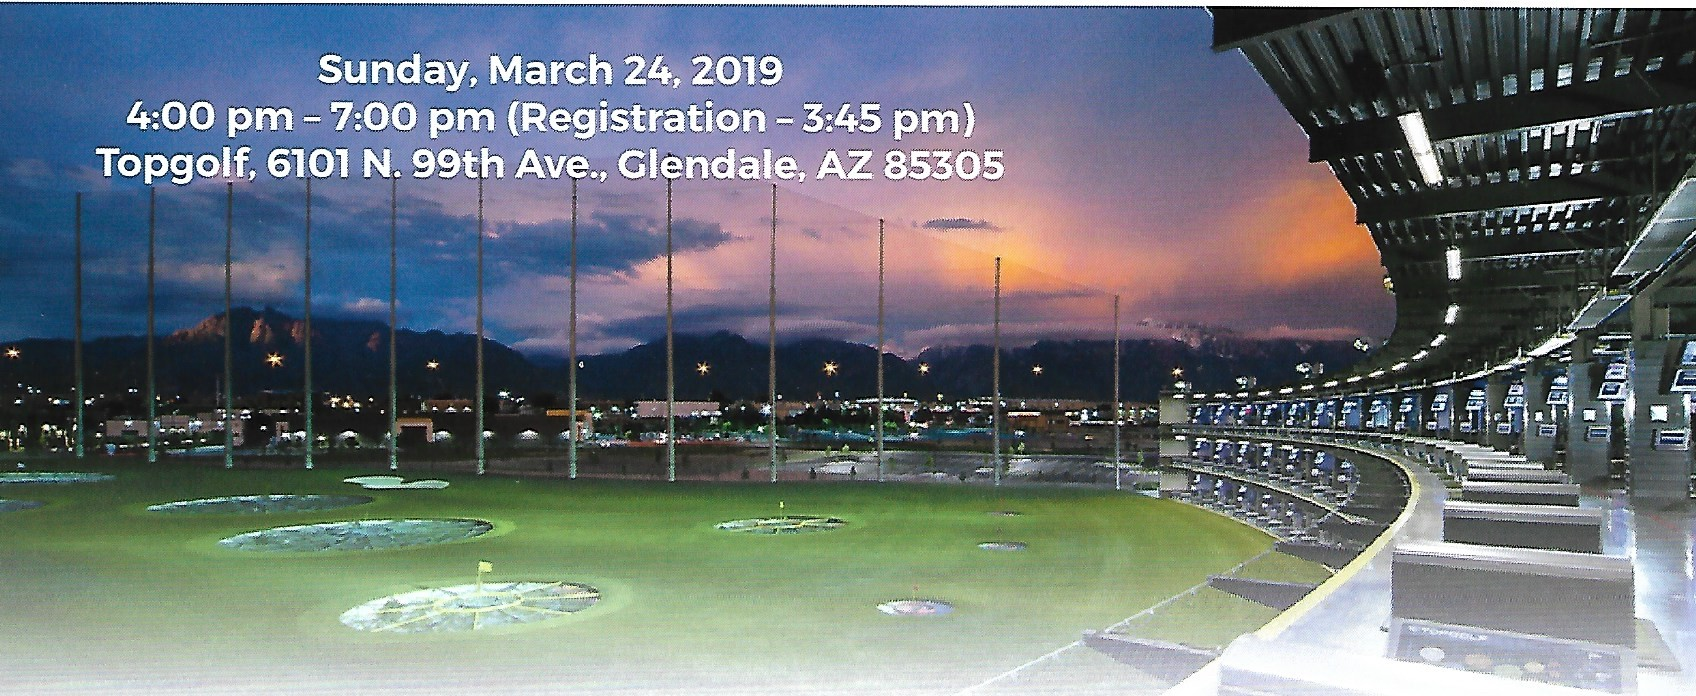 Sunday, March 24, 2019
4:00 pm – 7:00 pm (Registration – 3:45 pm)
Topgolf, 6101 N. 99th Ave., Glendale, AZ 85305
TOPGOLF